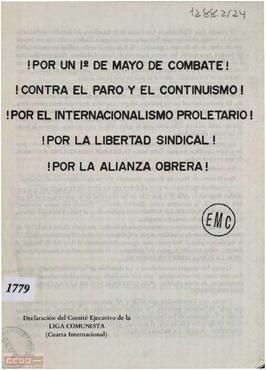 1288.2/24
!POR UN 1º DE MAYO DE COMBATE!
!CONTRA EL PARO Y EL CONTINUISMO!
!POR EL INTERNACIONALISMO PROLETARIO!
!POR LA LIBERTAD SINDICAL!
!POR LA ALIANZA OBRERA!
EMC
1779
Declaración del Comité Ejecutivo de la
LIGA COMUNISTA
(Cuarta Internacional)